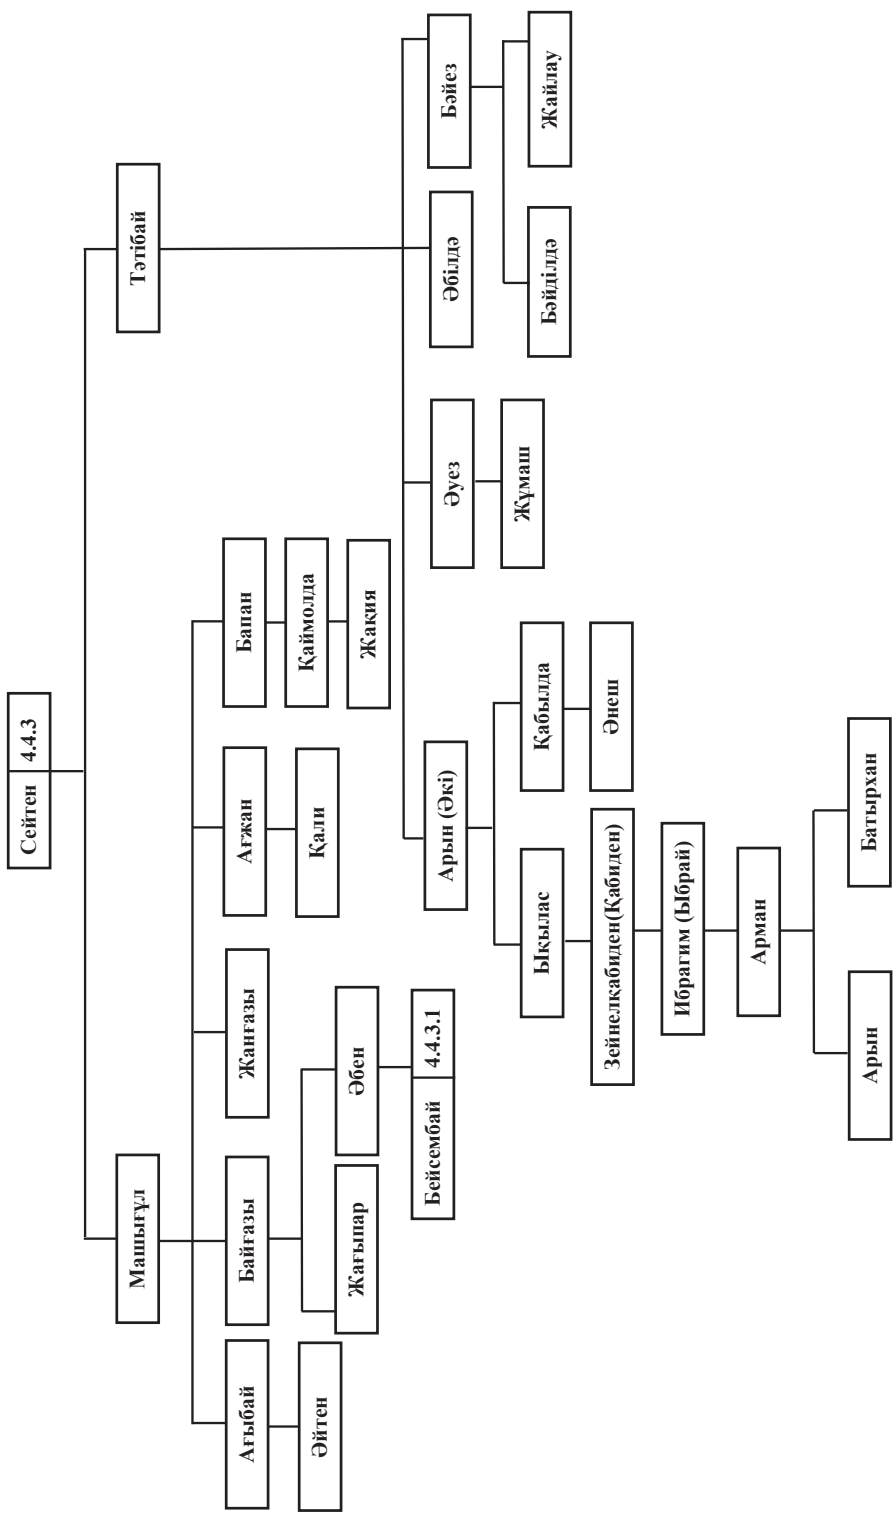 Сейтен 4.4.3
Машығұл
Тәтібай
Ағыбай
Байғазы
Жанғазы
Ағжан
Бапан
Әйтен
Жағыпар
Әбен
Қали
Қаймолда
Бейсембай 4.4.3.1
Жақия
Арын (Әкі)
Әуез
Әбілдә
Бәйез
Ықылас
Қабылда
Жұмаш
Бәйділдә
Жайлау
Зейнелқабиден(Қабиден)
Әнеш
Ибрагим (Ыбрай)
Арман
Арын
Батырхан